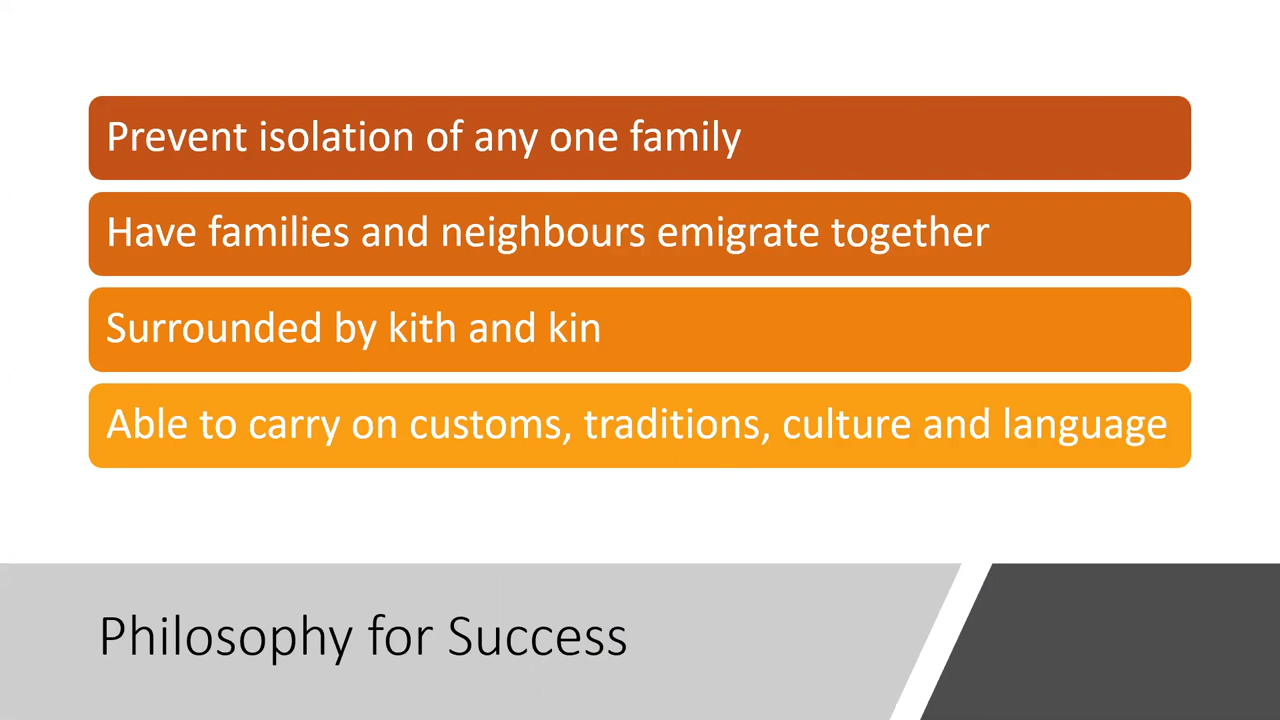 Prevent isolation of any one family
Have families and neighbours emigrate together
Surrounded by kith and kin
Able to carry on customs, traditions, culture and language
Philosophy for Success